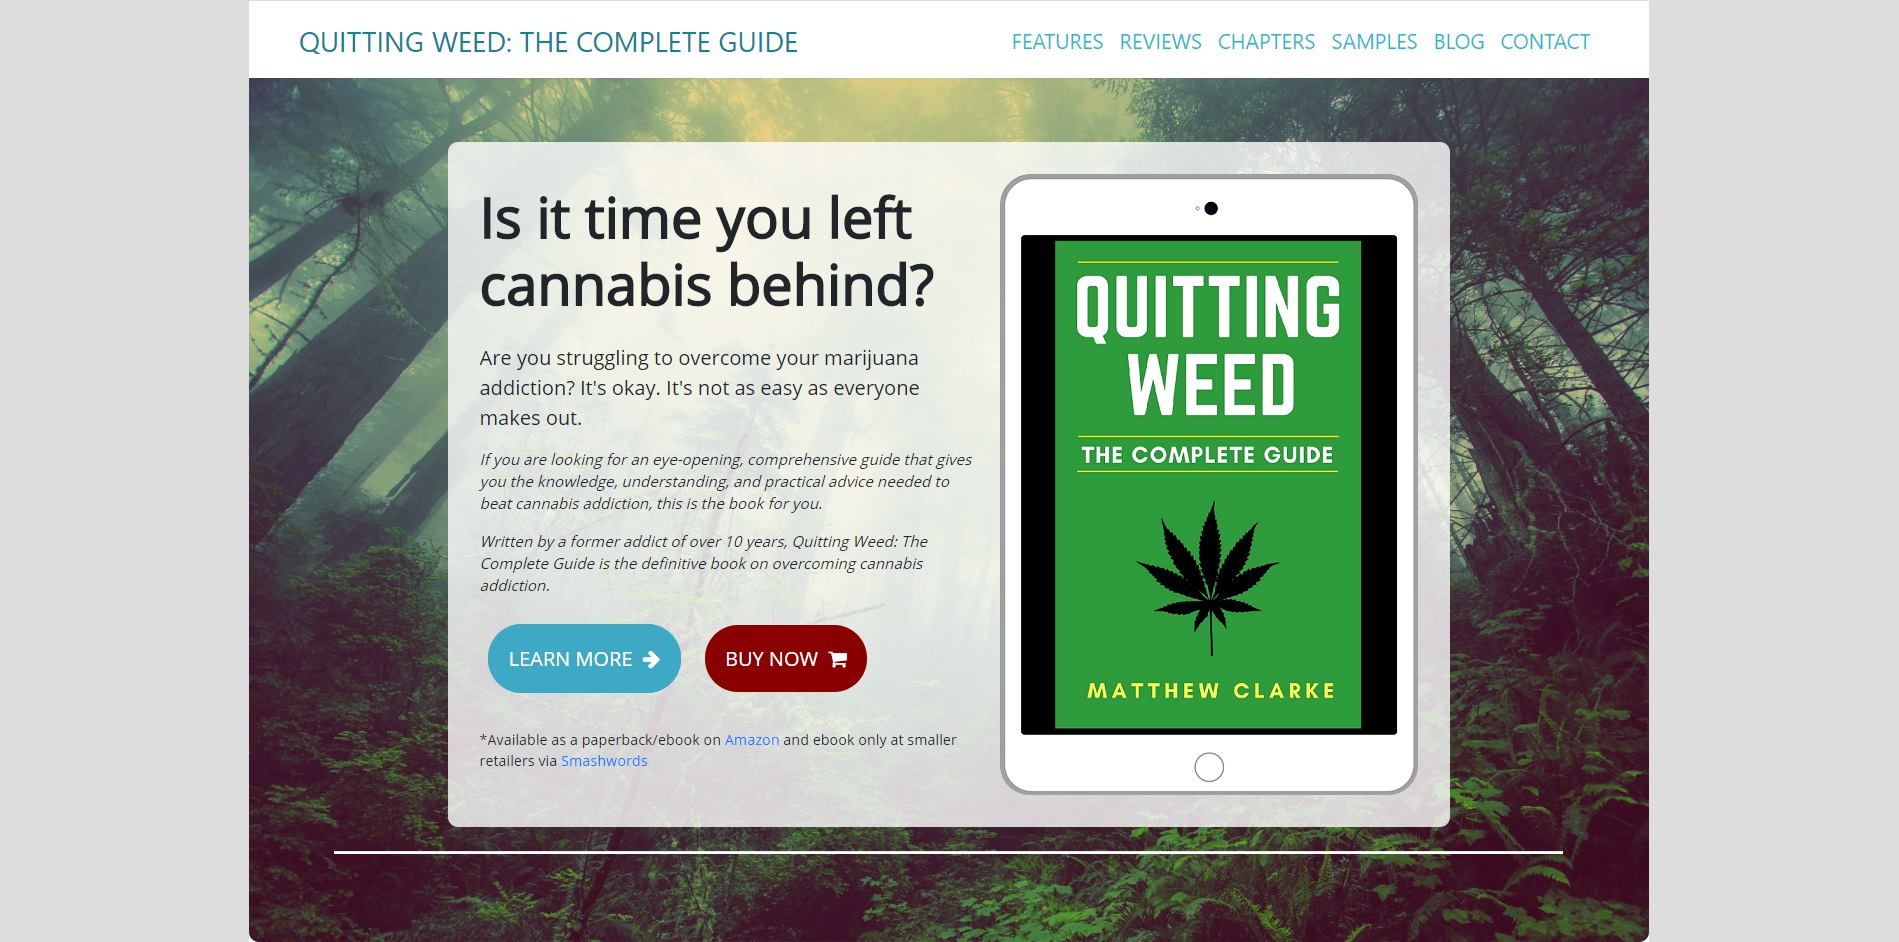 QUITTING WEED: THE COMPLETE GUIDE
FEATURES REVIEWS CHAPTERS SAMPLES BLOG CONTACT
Is it time you left
cannabis behind?
Are you struggling to overcome your marijuana
addiction? It's okay. It's not as easy as everyone
makes out.
If you are looking for an eye-opening, comprehensive guide that gives
you the knowledge, understanding, and practical advice needed to
beat cannabis addiction, this is the book for you.
Written by a former addict of over 10 years, Quitting Weed: The
Complete Guide is the definitive book on overcoming cannabis
addiction.
LEARN MORE
BUY NOW
*Available as a paperback/ebook on Amazon and ebook only at smaller
retailers via Smashwords
QUITTING
WEED
THE COMPLETE GUIDE
MATTHEW CLARKE